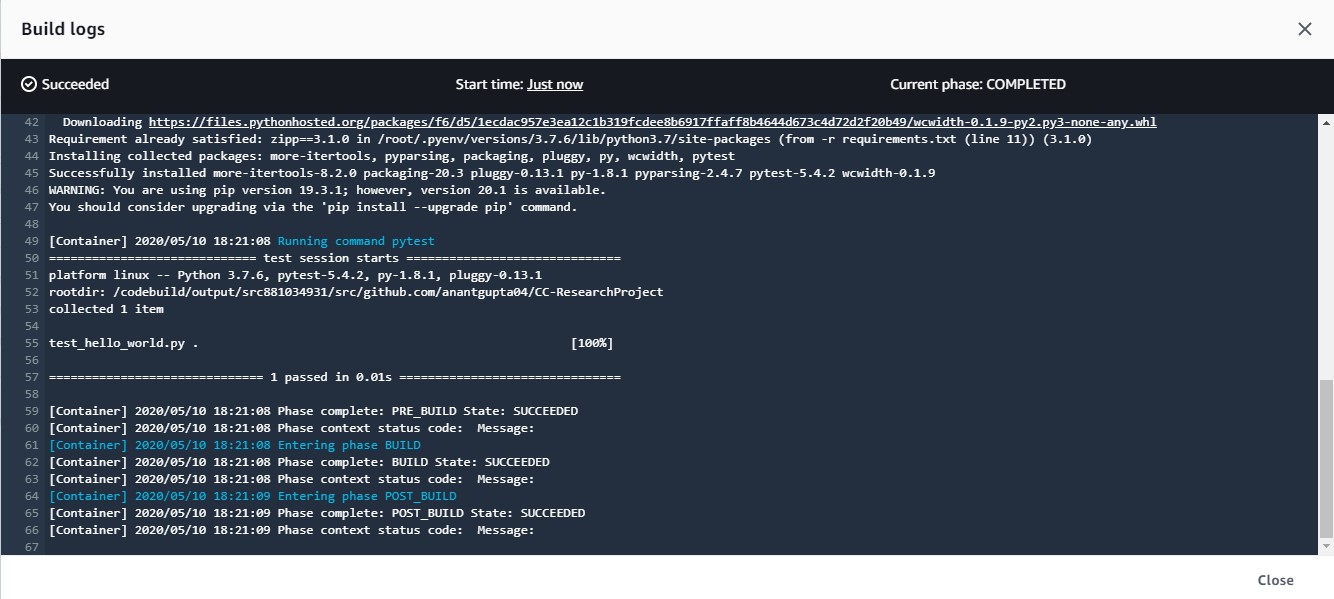 Build logs
Succeeded Start time: Just now Current phase: COMPLETED
42 Downloading https://files.pythonhosted.org/packages/f6/d5/1ecdac957e3ea12c1b319fcdee8b6917ffaff8b4644d673c4d72d2f20b49/wcwidth-0.1.9-py2.py3-none-any.whl
43 Requirement already satisfied: zipp==3.1.0 in /root/.pyenv/versions/3.7.6/lib/python3.7/site-packages (from -r requirements.txt (line 11)) (3.1.0)
44 Installing collected packages: more-itertools, pyparsing, packaging, pluggy, py, wcwidth, pytest
45 Successfully installed more-itertools-8.2.0 packaging-20.3 pluggy-0.13.1 py-1.8.1 pyparsing-2.4.7 pytest-5.4.2 wcwidth-0.1.9
46 WARNING: You are using pip version 19.3.1; however, version 20.1 is available.
47 You should consider upgrading via the 'pip install --upgrade pip' command.
48
49 [Container] 2020/05/10 18:21:08 Running command pytest
50 ============================= test session starts ==============================
51 platform linux -- Python 3.7.6, pytest-5.4.2, py-1.8.1, pluggy-0.13.1
52 rootdir: /codebuild/output/src881034931/src/github.com/anantgupta04/CC-ResearchProject
53 collected 1 item
54
55 test_hello_world.py . [100%]
56
57 ============================== 1 passed in 0.01s ===============================
58
59 [Container] 2020/05/10 18:21:08 Phase complete: PRE_BUILD State: SUCCEEDED
60 [Container] 2020/05/10 18:21:08 Phase context status code: Message:
61 [Container] 2020/05/10 18:21:08 Entering phase BUILD
62 [Container] 2020/05/10 18:21:08 Phase complete: BUILD State: SUCCEEDED
63 [Container] 2020/05/10 18:21:08 Phase context status code: Message:
64 [Container] 2020/05/10 18:21:09 Entering phase POST_BUILD
65 [Container] 2020/05/10 18:21:09 Phase complete: POST_BUILD State: SUCCEEDED
66 [Container] 2020/05/10 18:21:09 Phase context status code: Message:
67
Close